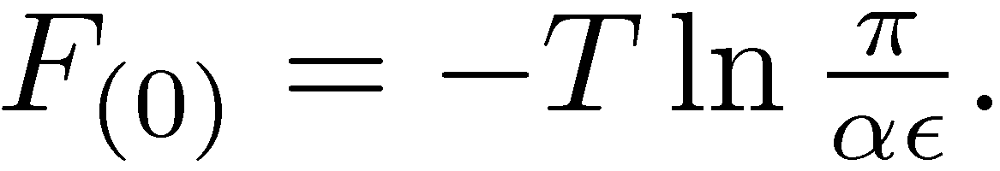 F_{(0)} = -T \ln \frac{\pi}{\alpha\epsilon}.